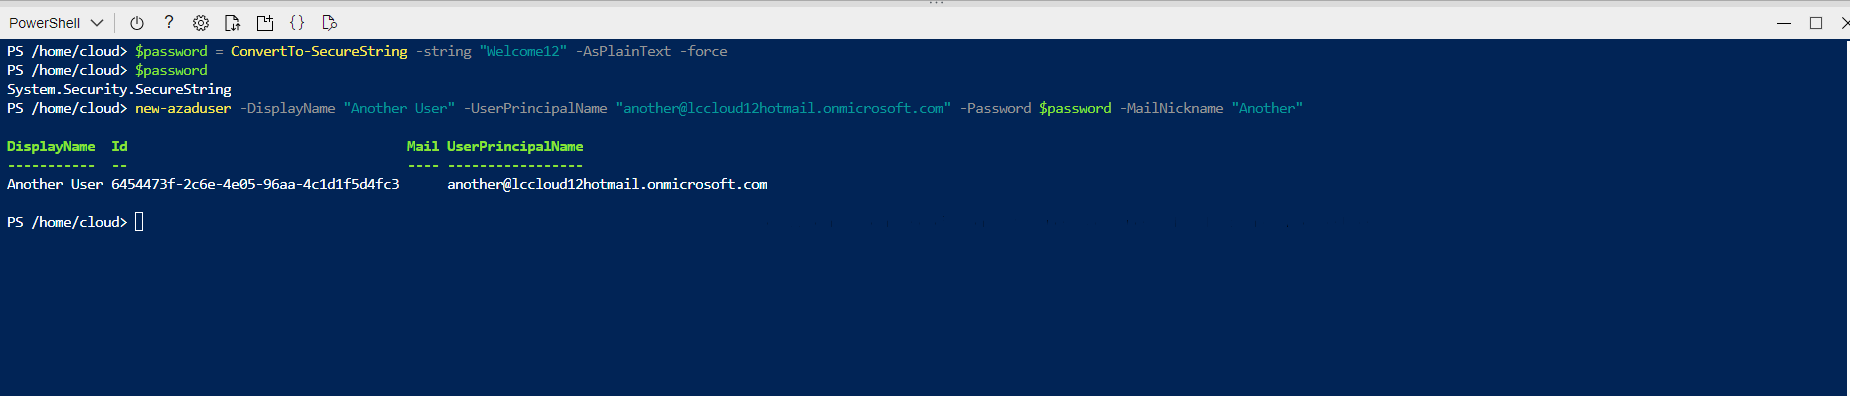 PowerShell
PS /home/cloud> $password = ConvertTo-SecureString -string "Welcome12" -AsPlainText -force
PS /home/cloud> $password
System.Security.SecureString
PS /home/cloud> new-azaduser -DisplayName "Another User" -UserPrincipalName "another@lccloud12hotmail.onmicrosoft.com" -Password $password -MailNickname "Another"
DisplayName  Id                                   Mail UserPrincipalName
-----------  --                                   ---- -----------------
Another User 6454473f-2c6e-4e05-96aa-4c1d1f5d4fc3      another@lccloud12hotmail.onmicrosoft.com
PS /home/cloud>